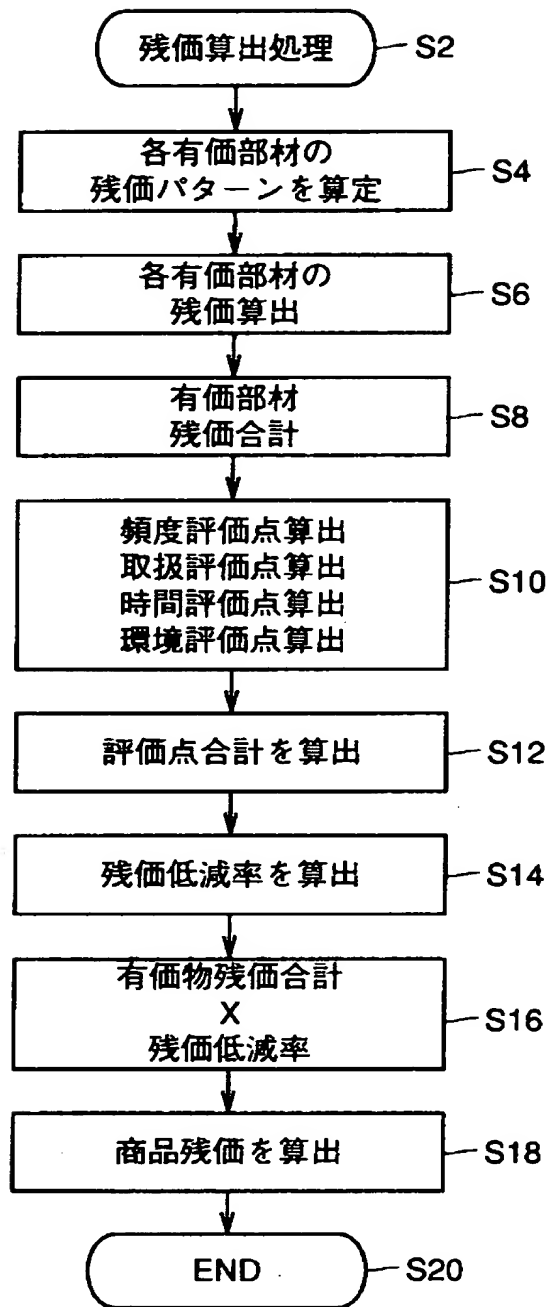 残価算出処理
S2
各有価部材の
残価パターンを算定
S4
各有価部材の
残価算出
S6
有価部材
残価合計
S8
頻度評価点算出
取扱評価点算出
時間評価点算出
環境評価点算出
S10
評価点合計を算出
S12
残価低減率を算出
S14
有価物残価合計
X
残価低減率
S16
商品残価を算出
S18
END
S20